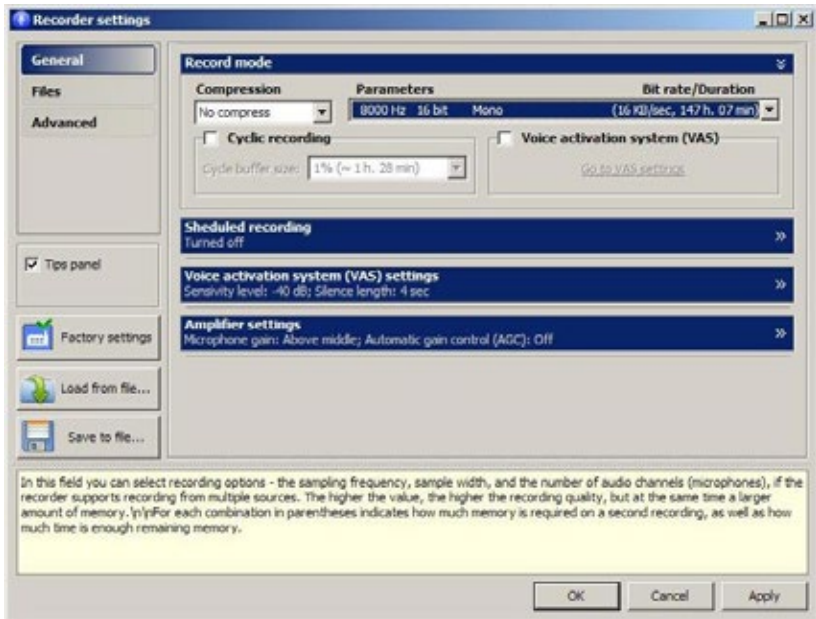 Recorder settings
General
Files
Advanced
Record mode
Compression Parameters Bit rate/Duration
No compress 8000 Hz 16 bit Mono (16 KB/sec, 147 h. 07 min)
Cyclic recording Voice activation system (VAS)
Cycle buffer size: 1% (~ 1 h. 28 min) Go to VAS settings
Sheduled recording
Turned off
Voice activation system (VAS) settings
Sensivity level: -40 dB; Silence length: 4 sec
Amplifier settings
Microphone gain: Above middle; Automatic gain control (AGC): Off
Tips panel
Factory settings
Load from file...
Save to file...
In this field you can select recording options - the sampling frequency, sample width, and the number of audio channels (microphones), if the
recorder supports recording from multiple sources. The higher the value, the higher the recording quality, but at the same time a larger
amount of memory.\n\nFor each combination in parentheses indicates how much memory is required on a second recording, as well as how
much time is enough remaining memory.
OK Cancel Apply